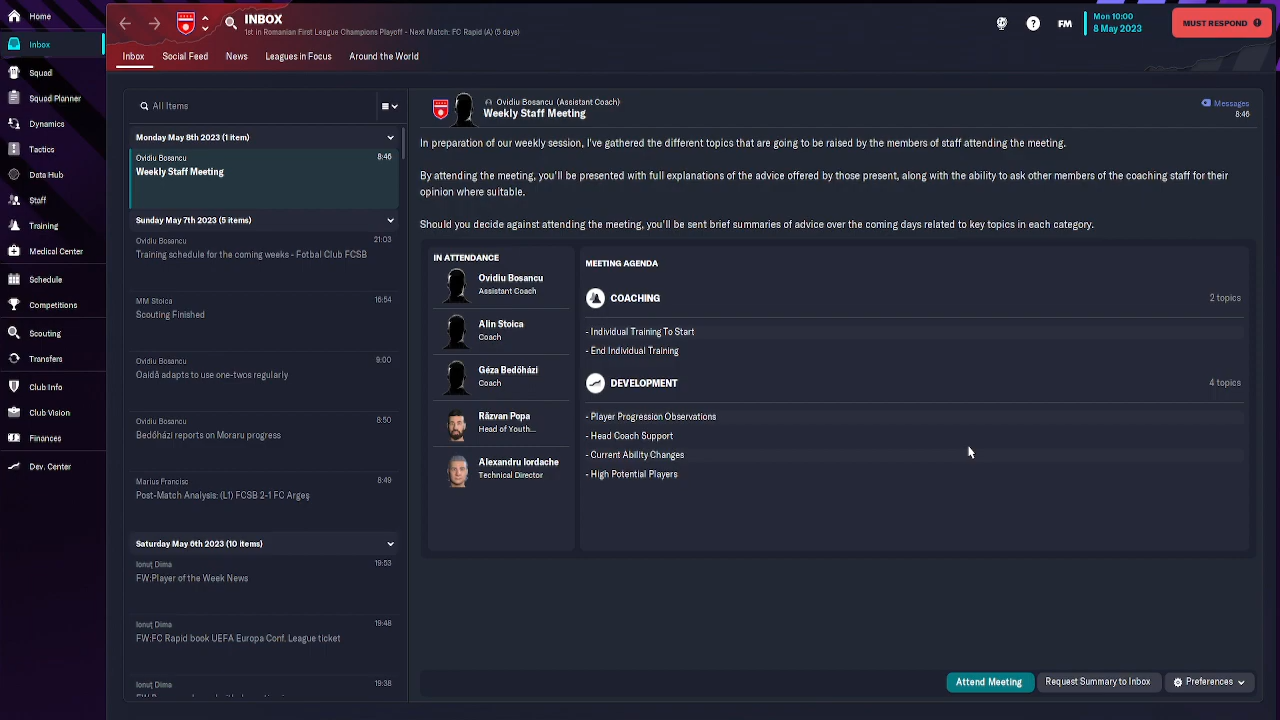 Home
Inbox
Squad
Squad Planner
Dynamics
Tactics
Data Hub
Staff
Training
Medical Center
Schedule
Competitions
Scouting
Transfers
Club Info
Club Vision
Finances
Dev. Center
INBOX
1st in Romanian First League Champions Playoff - Next Match: FC Rapid (A) (5 days)
FM
Mon 10:00
8 May 2023
MUST RESPOND
Inbox
Social Feed
News
Leagues in Focus
Around the World
All Items
Monday May 8th 2023 (1 item)
Ovidiu Bosancu 8:46
Weekly Staff Meeting
Sunday May 7th 2023 (5 items)
Ovidiu Bosancu 21:03
Training schedule for the coming weeks - Fotbal Club FCSB
MM Stoica 16:54
Scouting Finished
Ovidiu Bosancu 9:00
Oaidă adapts to use one-twos regularly
Ovidiu Bosancu 8:50
Bedőházi reports on Moraru progress
Marius Francisc 8:49
Post-Match Analysis: (L1) FCSB 2-1 FC Argeş
Saturday May 6th 2023 (10 items)
Ionuț Dima 19:53
FW:Player of the Week News
Ionuț Dima 19:48
FW:FC Rapid book UEFA Europa Conf. League ticket
Ionuț Dima 19:38
Ovidiu Bosancu (Assistant Coach)
Weekly Staff Meeting
Messages
8:46
In preparation of our weekly session, I've gathered the different topics that are going to be raised by the members of staff attending the meeting.
By attending the meeting, you'll be presented with full explanations of the advice offered by those present, along with the ability to ask other members of the coaching staff for their
opinion where suitable.
Should you decide against attending the meeting, you'll be sent brief summaries of advice over the coming days related to key topics in each category.
IN ATTENDANCE
Ovidiu Bosancu
Assistant Coach
Alin Stoica
Coach
Géza Bedőházi
Coach
Răzvan Popa
Head of Youth...
Alexandru Iordache
Technical Director
MEETING AGENDA
COACHING 2 topics
- Individual Training To Start
- End Individual Training
DEVELOPMENT 4 topics
- Player Progression Observations
- Head Coach Support
- Current Ability Changes
- High Potential Players
Attend Meeting
Request Summary to Inbox
Preferences